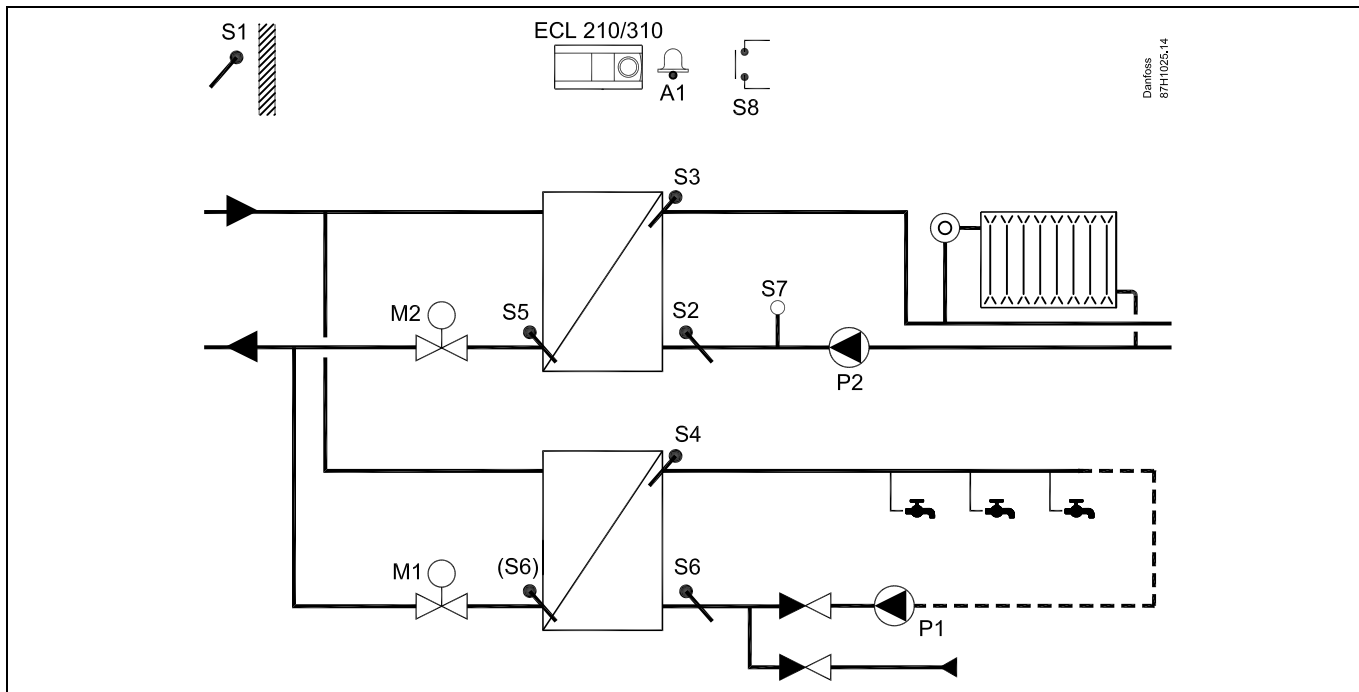 S1
ECL 210/310
A1
S8
Danfoss
87H1025.14
S3
M2
S5
S2
S7
P2
S4
M1
(S6)
S6
P1